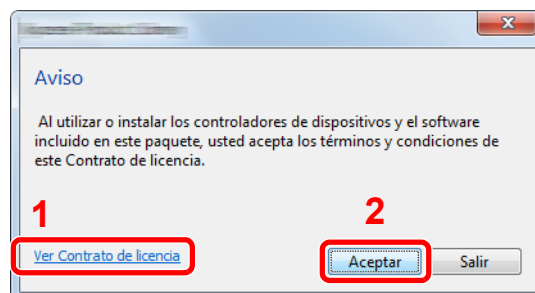 Aviso
Al utilizar o instalar los controladores de dispositivos y el software
incluido en este paquete, usted acepta los términos y condiciones de
este Contrato de licencia.
1
2
Ver Contrato de licencia
Aceptar
Salir